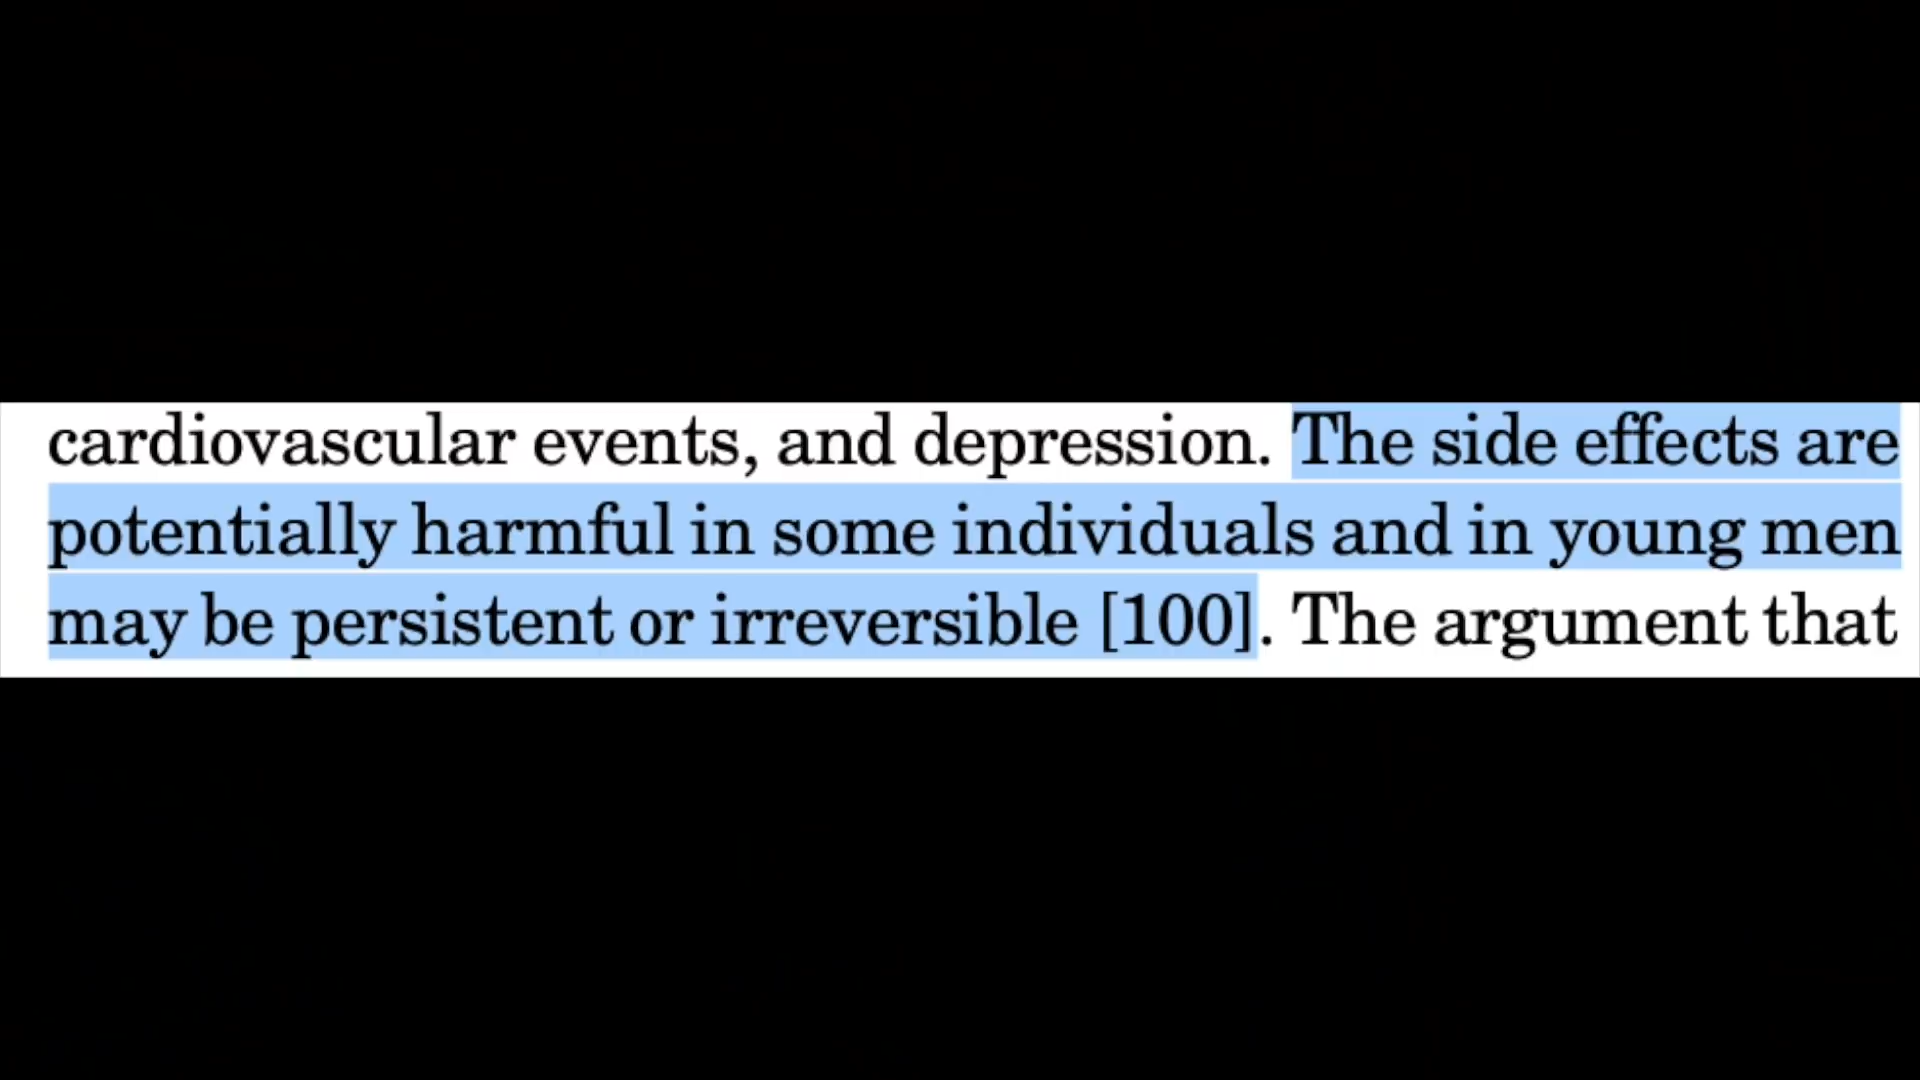 cardiovascular events, and depression. The side effects are
potentially harmful in some individuals and in young men
may be persistent or irreversible [100]. The argument that